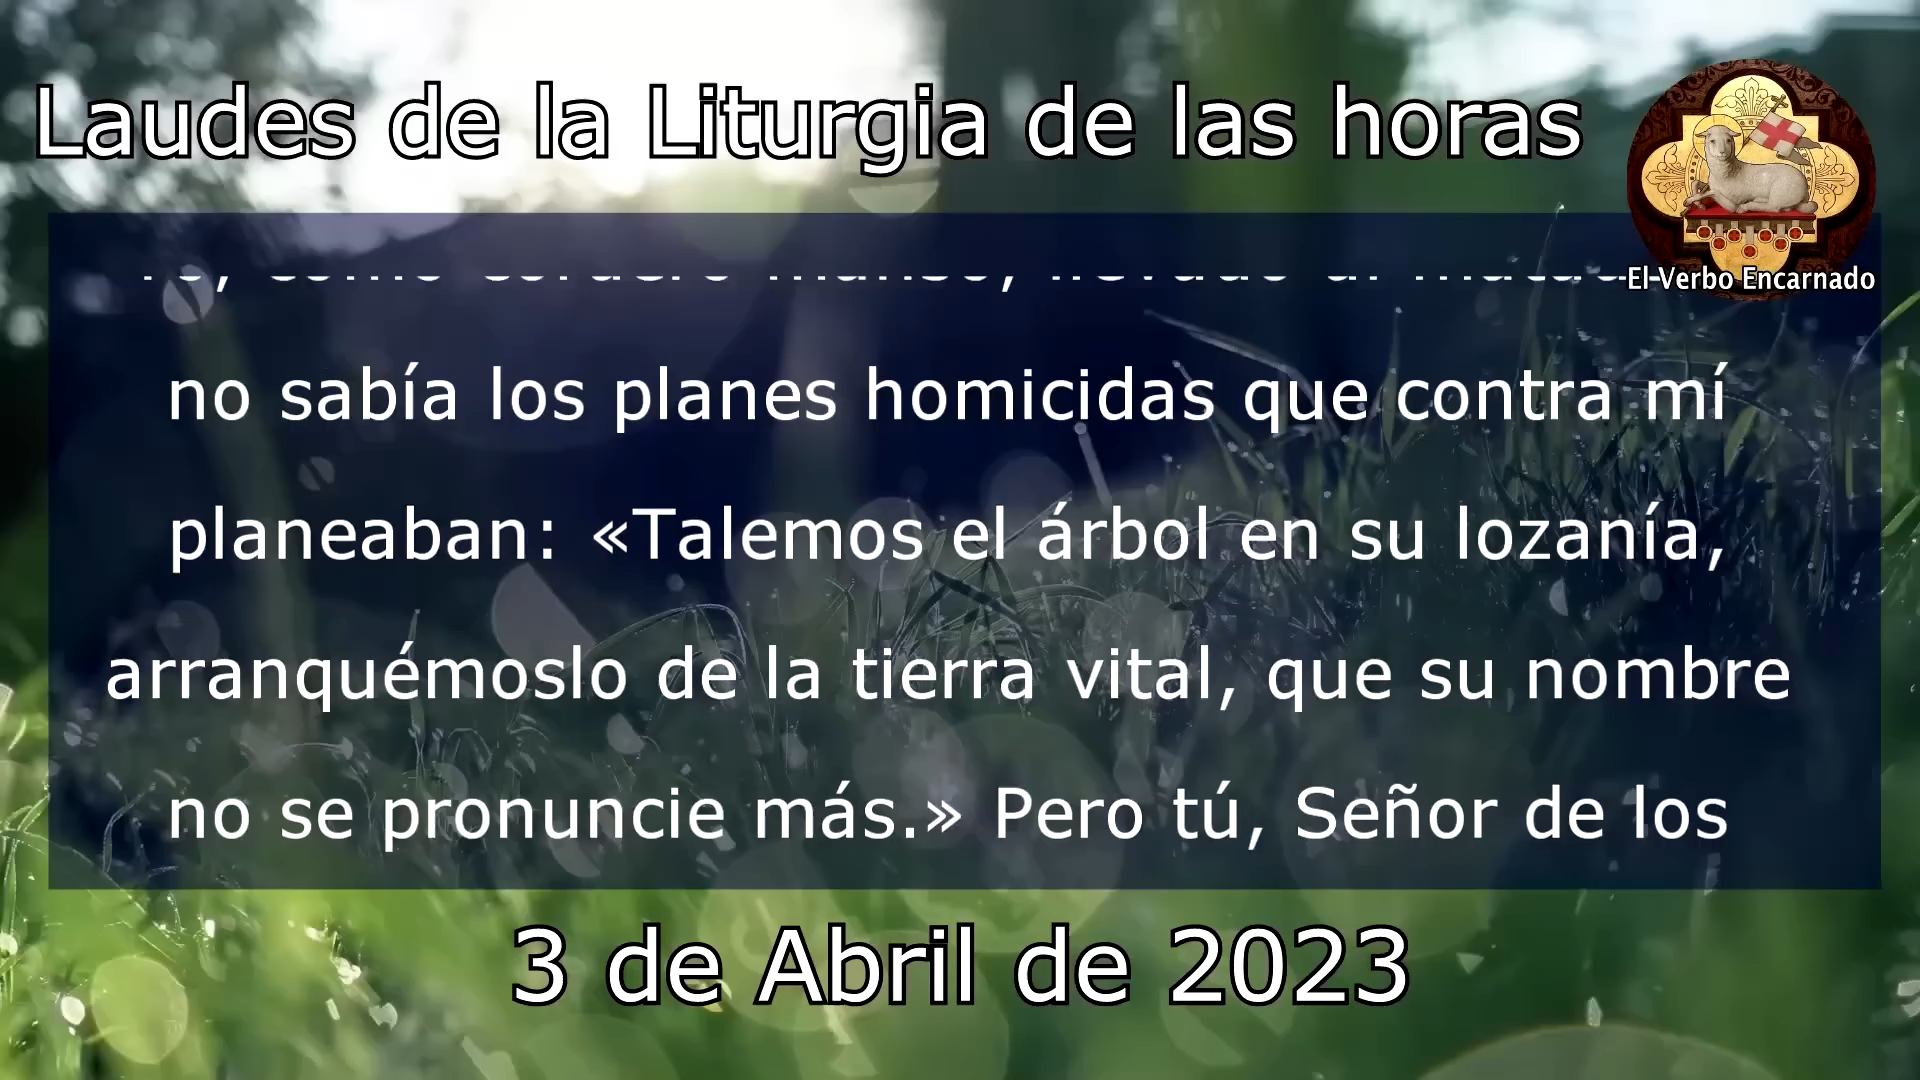 Laudes de la Liturgia de las horas
El Verbo Encarnado
no sabía los planes homicidas que contra mí
planeaban: «Talemos el árbol en su lozanía,
arranquémoslo de la tierra vital, que su nombre
no se pronuncie más.» Pero tú, Señor de los
3 de Abril de 2023